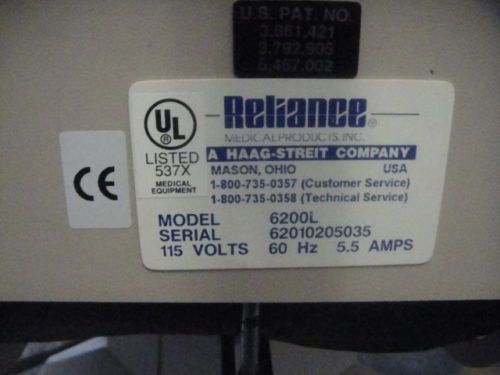 U.S. PAT. NO.
3,661,421
3,792,905
5,467,002
UL
®
LISTED
537X
MEDICAL
EQUIPMENT
CE
Reliance®
MEDICAL PRODUCTS, INC.
A HAAG-STREIT COMPANY
MASON, OHIO USA
1-800-735-0357 (Customer Service)
1-800-735-0358 (Technical Service)
MODEL 6200L
SERIAL 62010205035
115 VOLTS 60 Hz 5.5 AMPS